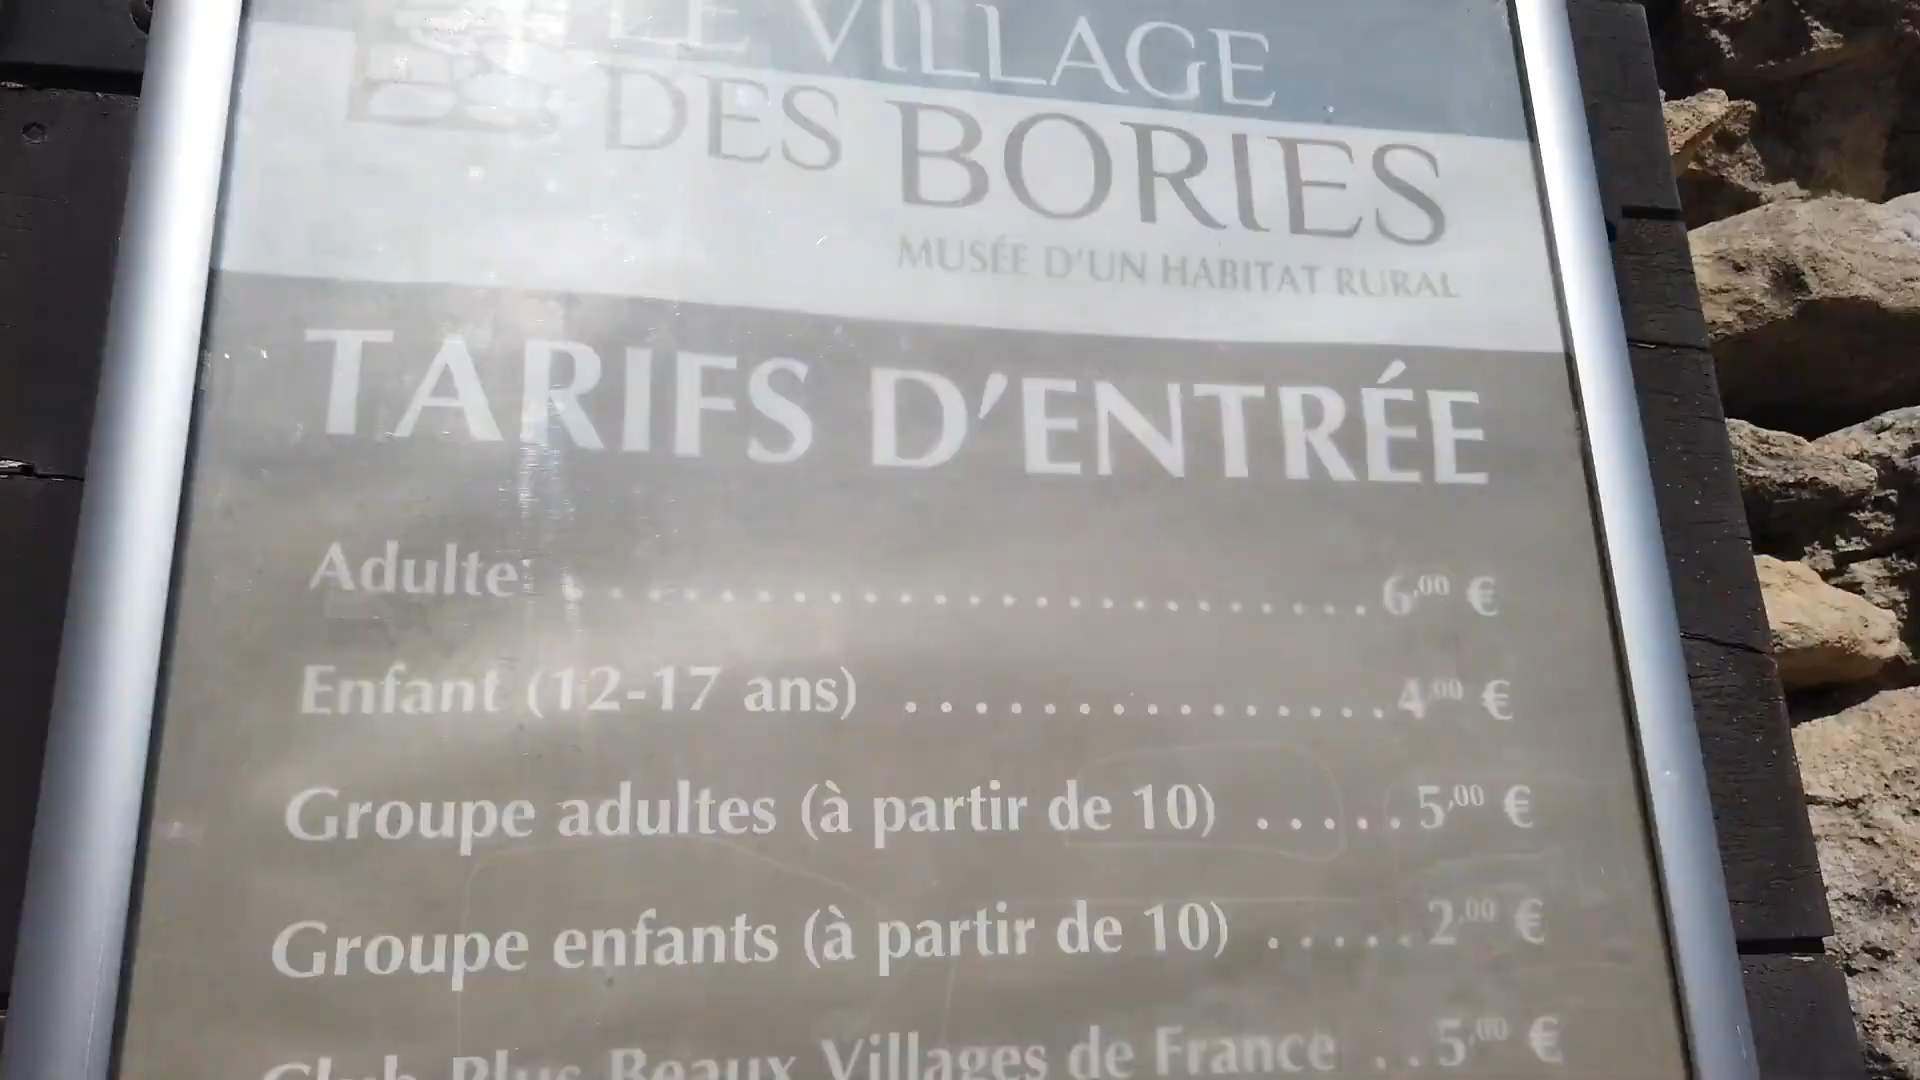 LE VILLAGE
DES BORIES
MUSÉE D'UN HABITAT RURAL
TARIFS D'ENTRÉE
Adulte ........................ 6,00 €
Enfant (12-17 ans) .................. 4,00 €
Groupe adultes (à partir de 10) ..... 5,00 €
Groupe enfants (à partir de 10) ..... 2,00 €
Club Plus Beaux Villages de France .. 5,00 €